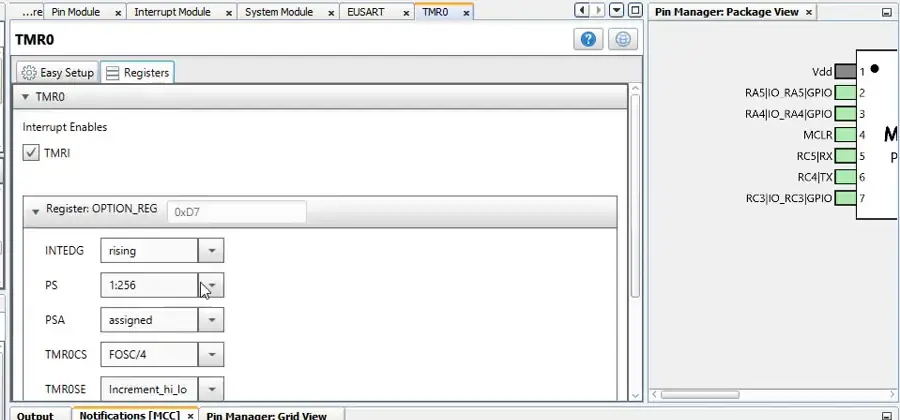 ...re
Pin Module
Interrupt Module
System Module
EUSART
TMR0
Pin Manager: Package View
TMR0
Easy Setup
Registers
TMR0
Interrupt Enables
TMRI
Register: OPTION_REG 0xD7
INTEDG rising
PS 1:256
PSA assigned
TMR0CS FOSC/4
TMR0SE Increment_hi_lo
Vdd 1
RA5|IO_RA5|GPIO 2
RA4|IO_RA4|GPIO 3
MCLR 4
RC5|RX 5
RC4|TX 6
RC3|IO_RC3|GPIO 7
Output
Notifications [MCC]
Pin Manager: Grid View